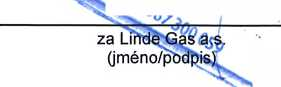 za Linde Gas a.s.
(jméno/podpis)